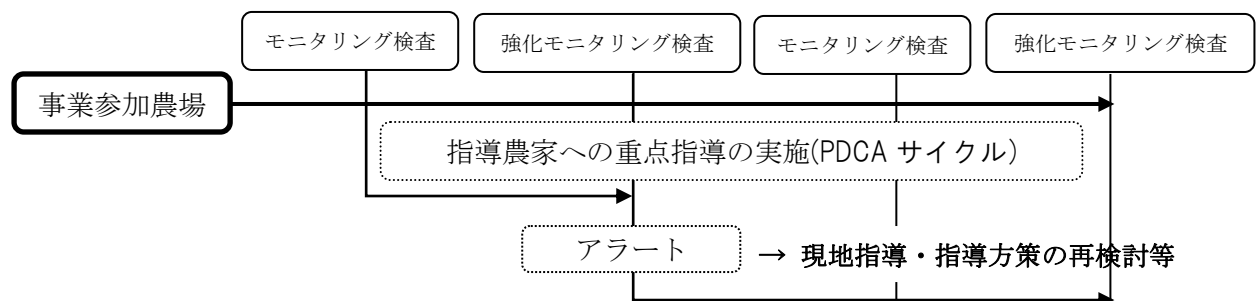 モニタリング検査
強化モニタリング検査
モニタリング検査
強化モニタリング検査
事業参加農場
指導農家への重点指導の実施(PDCA サイクル)
アラート
→ 現地指導・指導方策の再検討等